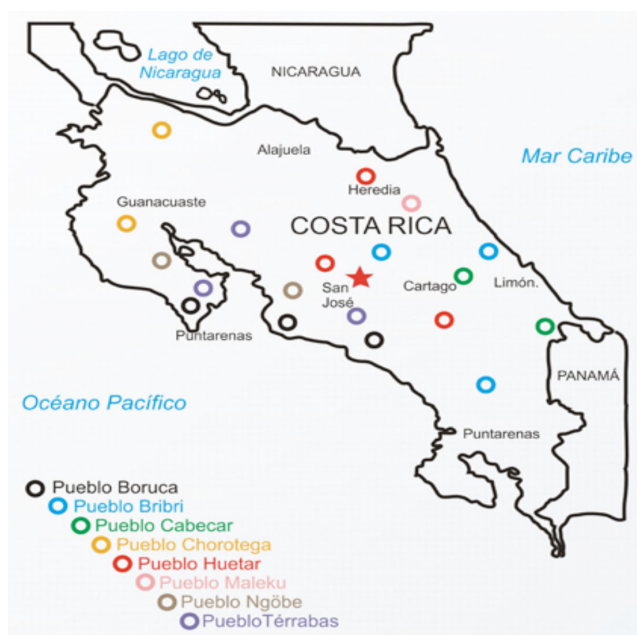 Lago de
Nicaragua
NICARAGUA
Alajuela
Mar Caribe
Heredia
Guanacuaste
COSTA RICA
San
José
Cartago
Limón.
Puntarenas
PANAMÁ
Océano Pacífico
Puntarenas
Pueblo Boruca
Pueblo Bribri
Pueblo Cabecar
Pueblo Chorotega
Pueblo Huetar
Pueblo Maleku
Pueblo Ngöbe
PuebloTérrabas